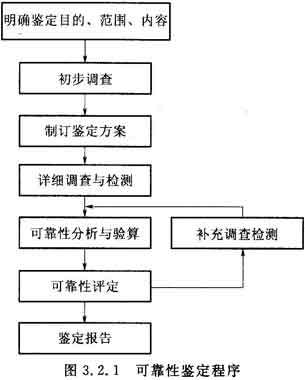 明确鉴定目的、范围、内容
初步调查
制订鉴定方案
详细调查与检测
可靠性分析与验算
补充调查检测
可靠性评定
鉴定报告
图 3.2.1 可靠性鉴定程序